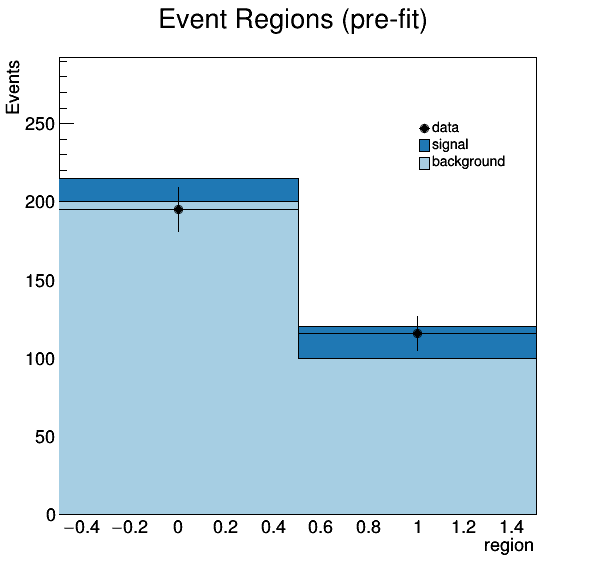 Event Regions (pre-fit)
Events
250
200
150
100
50
0
data
signal
background
−0.4 −0.2 0 0.2 0.4 0.6 0.8 1 1.2 1.4
region